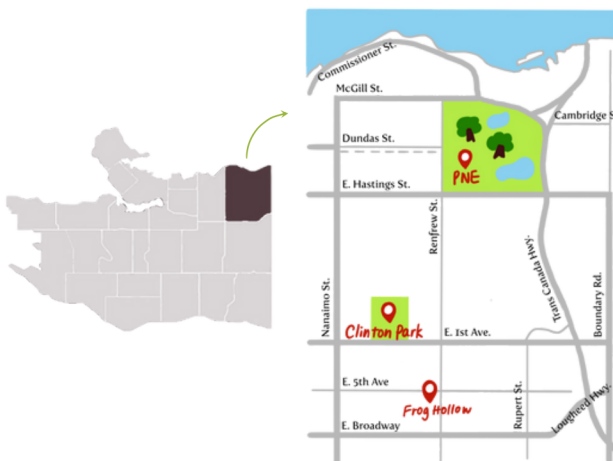 Commissioner St.
McGill St.
Cambridge S
Dundas St.
PNE
E. Hastings St.
Renfrew St.
Trans Canada Hwy.
Nanaimo St.
Boundary Rd.
Clinton Park
E. 1st Ave.
E. 5th Ave
Frog Hollow
Rupert St.
Lougheed Hwy.
E. Broadway